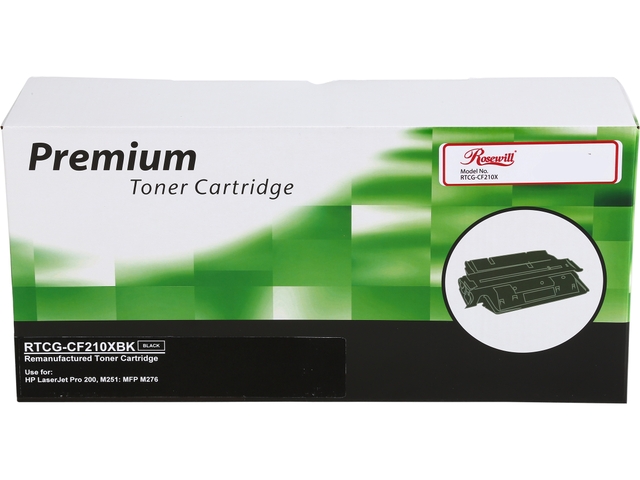 Premium
Toner Cartridge
Rosewill
Model No.
RTCG-CF210X
RTCG-CF210XBK BLACK
Remanufactured Toner Cartridge
Use for:
HP LaserJet Pro 200, M251: MFP M276